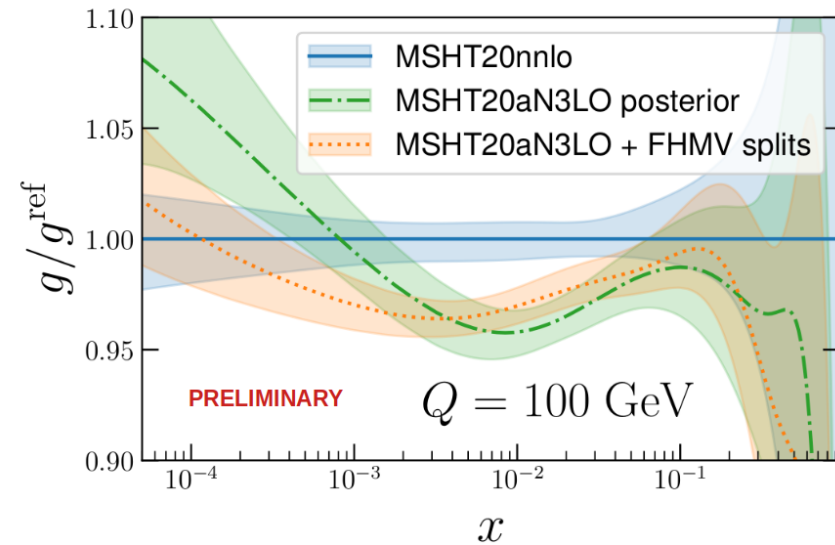 1.10
1.05
1.00
0.95
0.90
g/g^ref
MSHT20nnlo
MSHT20aN3LO posterior
MSHT20aN3LO + FHMV splits
PRELIMINARY
Q = 100 GeV
10⁻⁴ 10⁻³ 10⁻² 10⁻¹
x